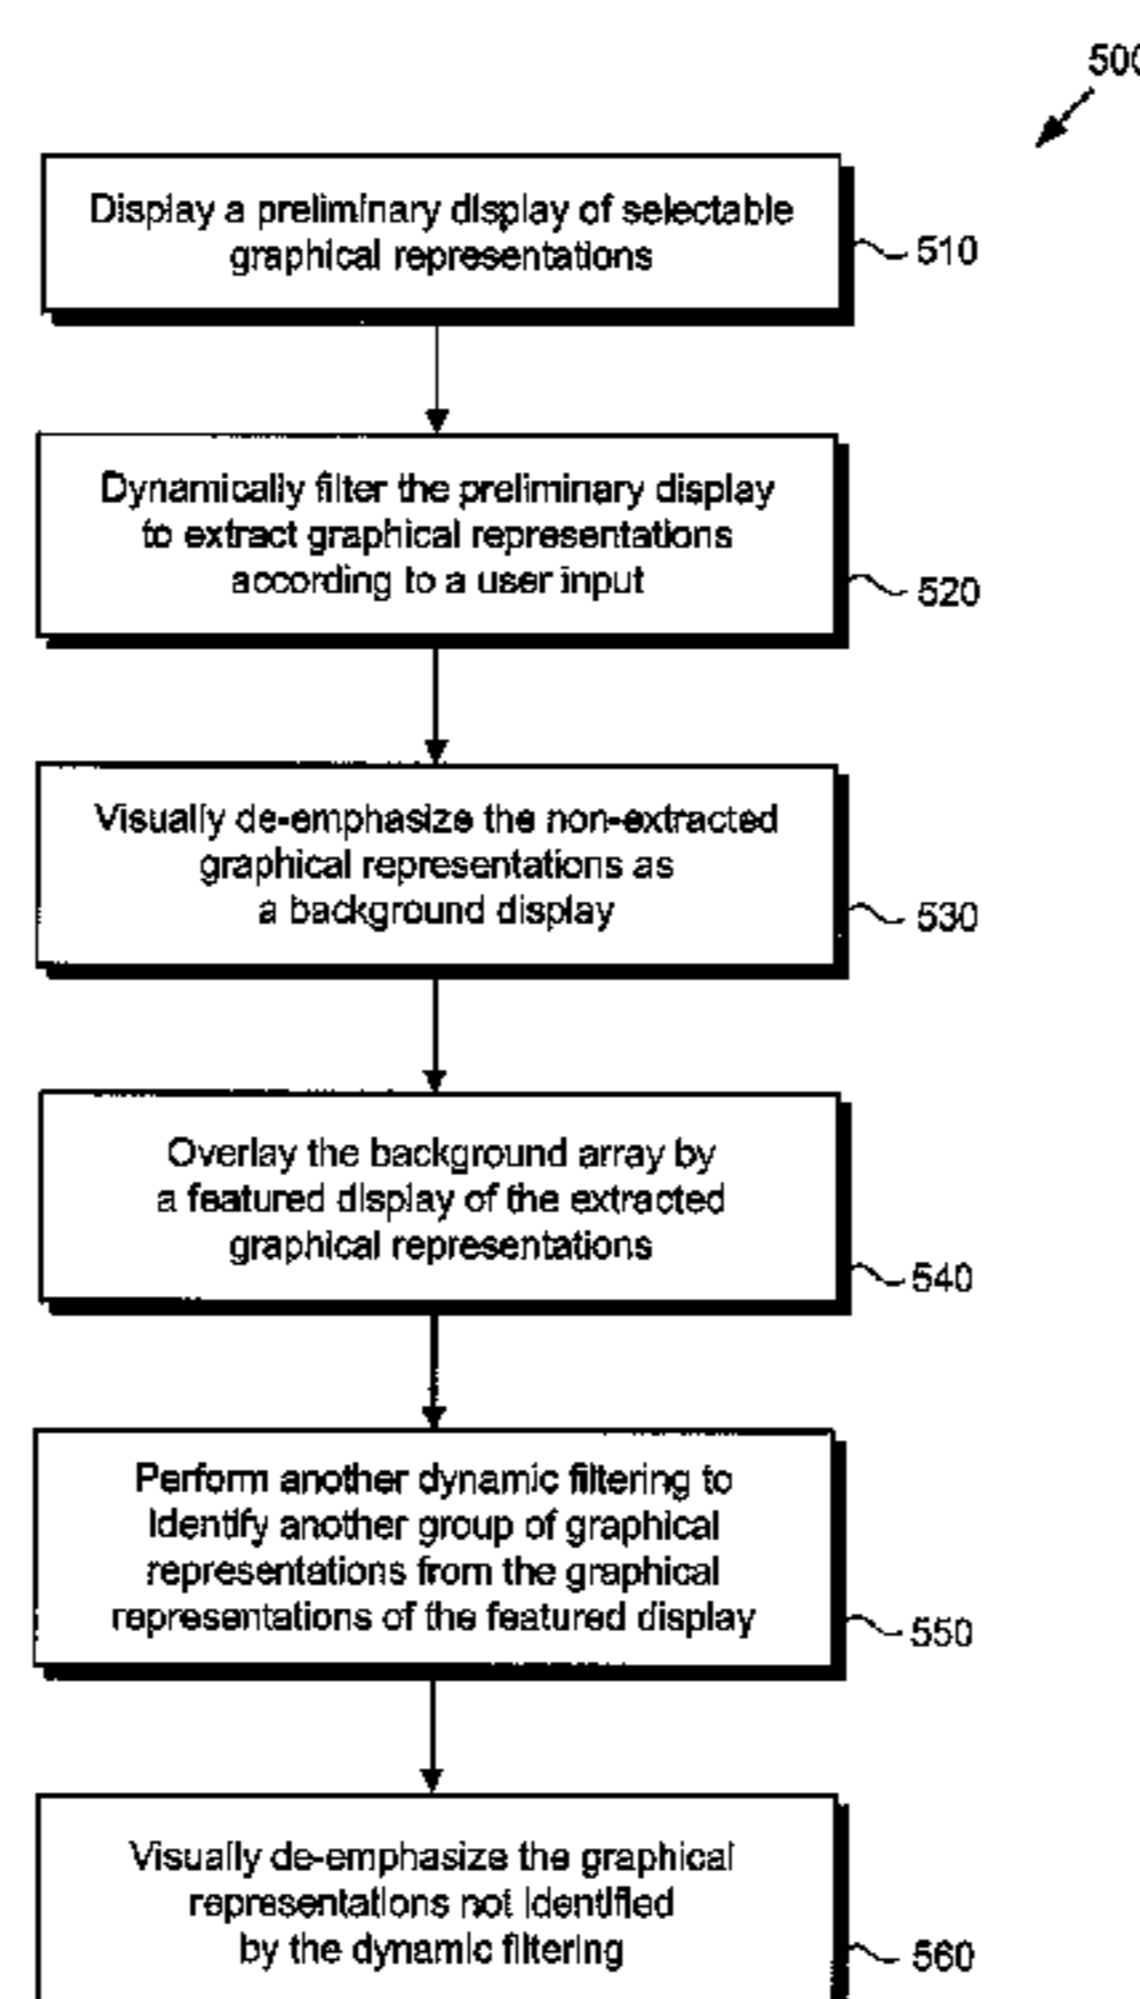 500
Display a preliminary display of selectable
graphical representations
510
Dynamically filter the preliminary display
to extract graphical representations
according to a user input
520
Visually de-emphasize the non-extracted
graphical representations as
a background display
530
Overlay the background array by
a featured display of the extracted
graphical representations
540
Perform another dynamic filtering to
identify another group of graphical
representations from the graphical
representations of the featured display
550
Visually de-emphasize the graphical
representations not identified
by the dynamic filtering
560